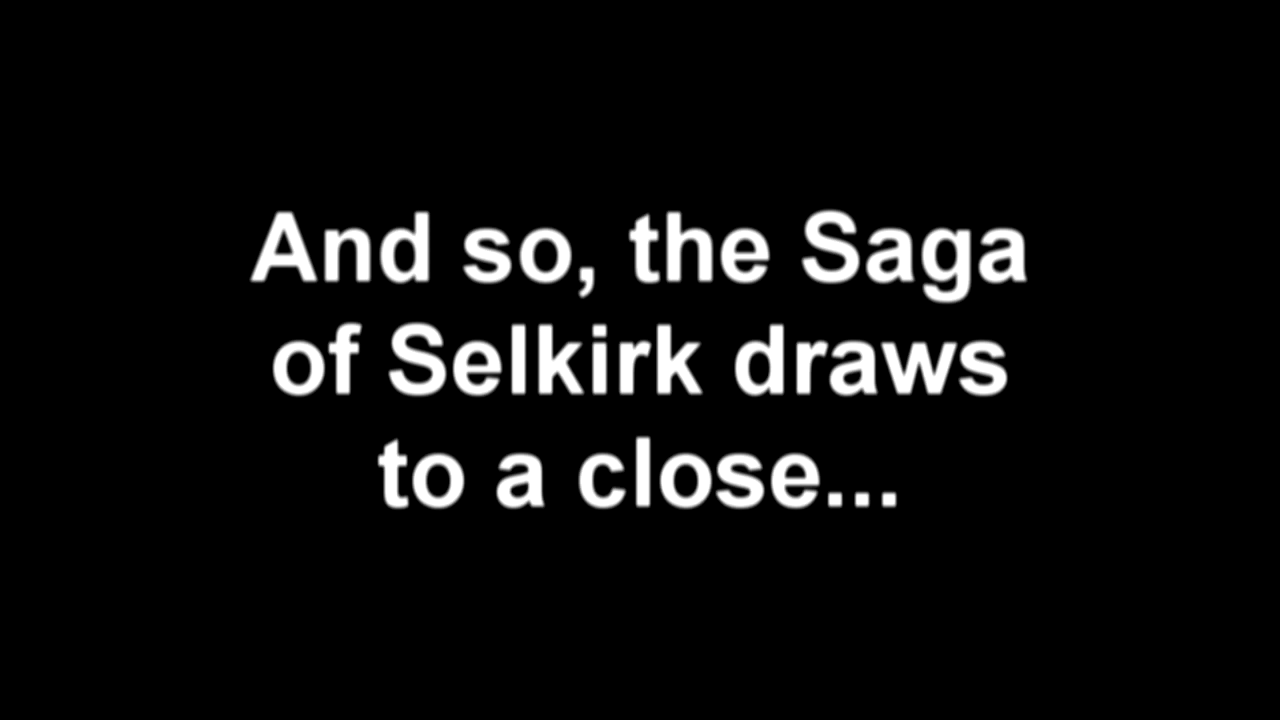 And so, the Saga
of Selkirk draws
to a close...